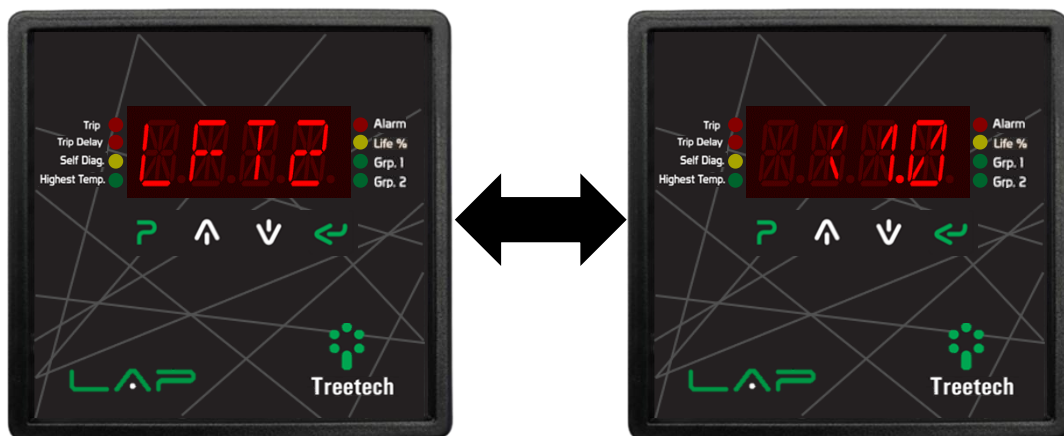 Trip
Trip Delay
Self Diag.
Highest Temp.
LFT2
Alarm
Life %
Grp. 1
Grp. 2
P
LAP
Treetech
Trip
Trip Delay
Self Diag.
Highest Temp.
<1.0
Alarm
Life %
Grp. 1
Grp. 2
P
LAP
Treetech